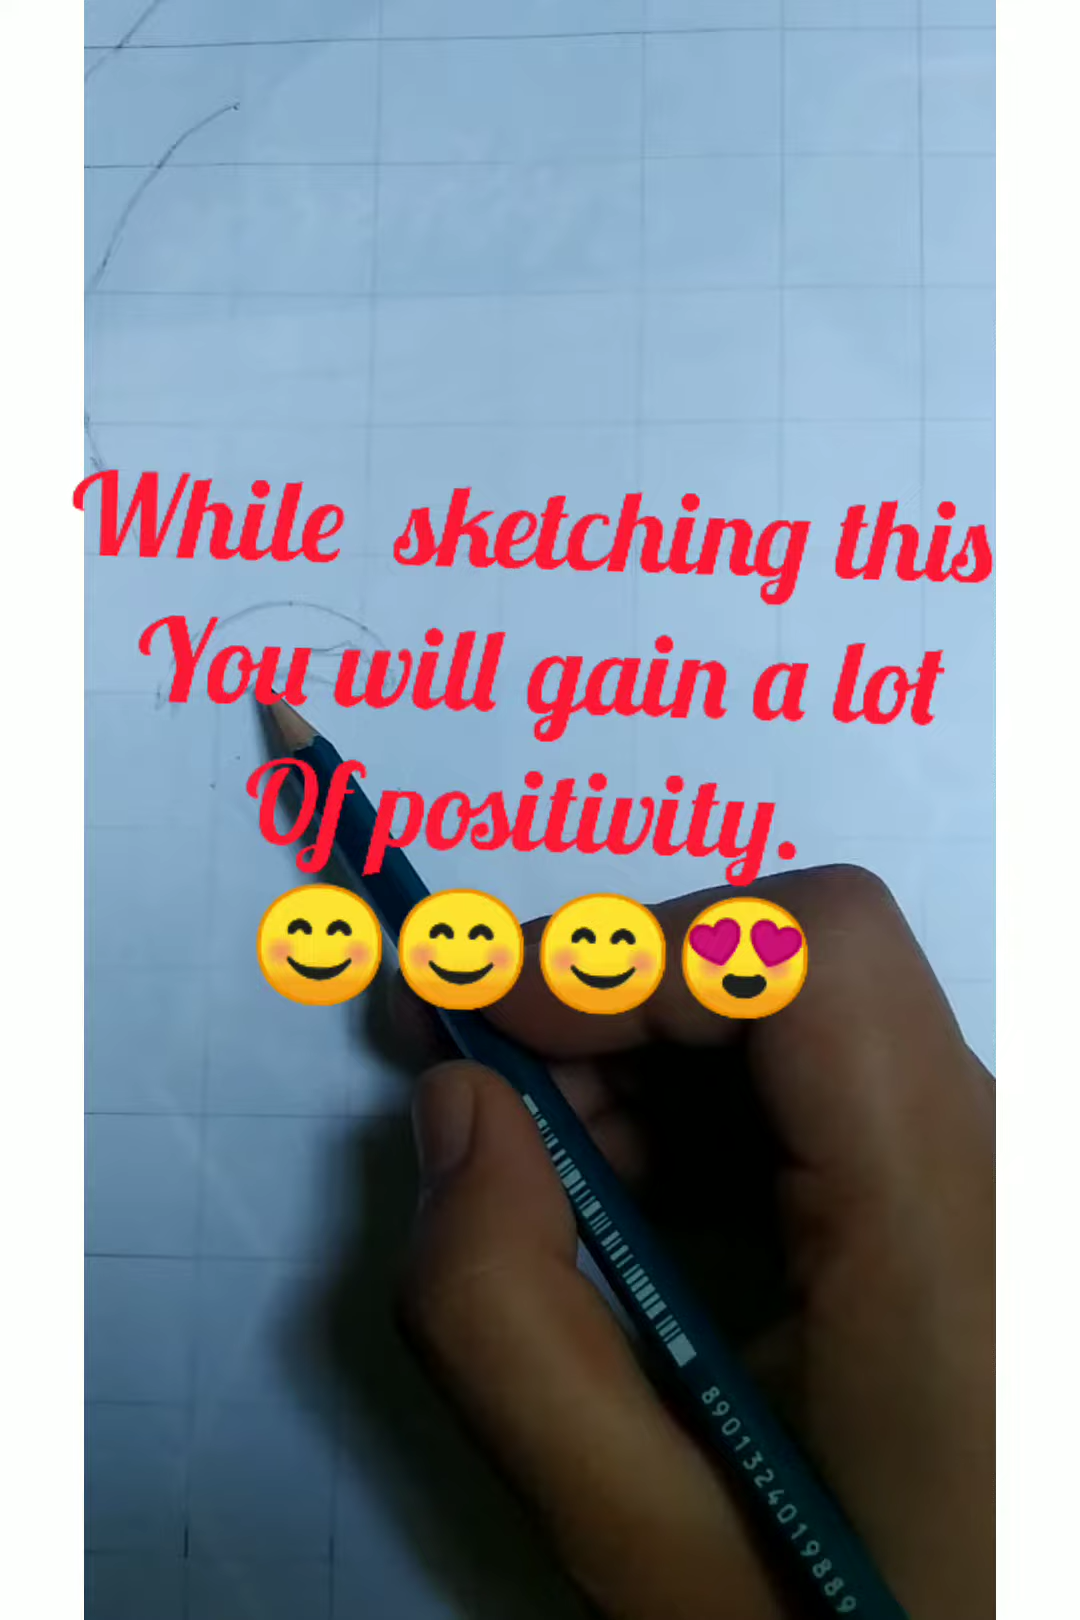 While sketching this
You will gain a lot
Of positivity.
😊😊😊😍
8901324019889